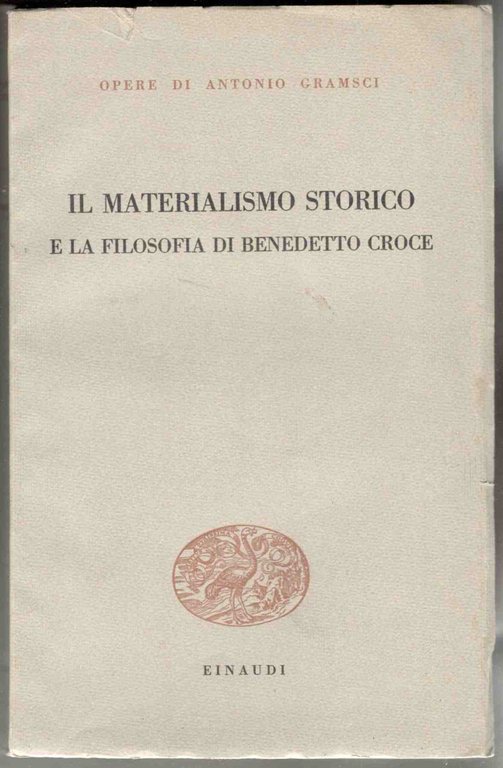 OPERE DI ANTONIO GRAMSCI
IL MATERIALISMO STORICO
E LA FILOSOFIA DI BENEDETTO CROCE
EINAUDI